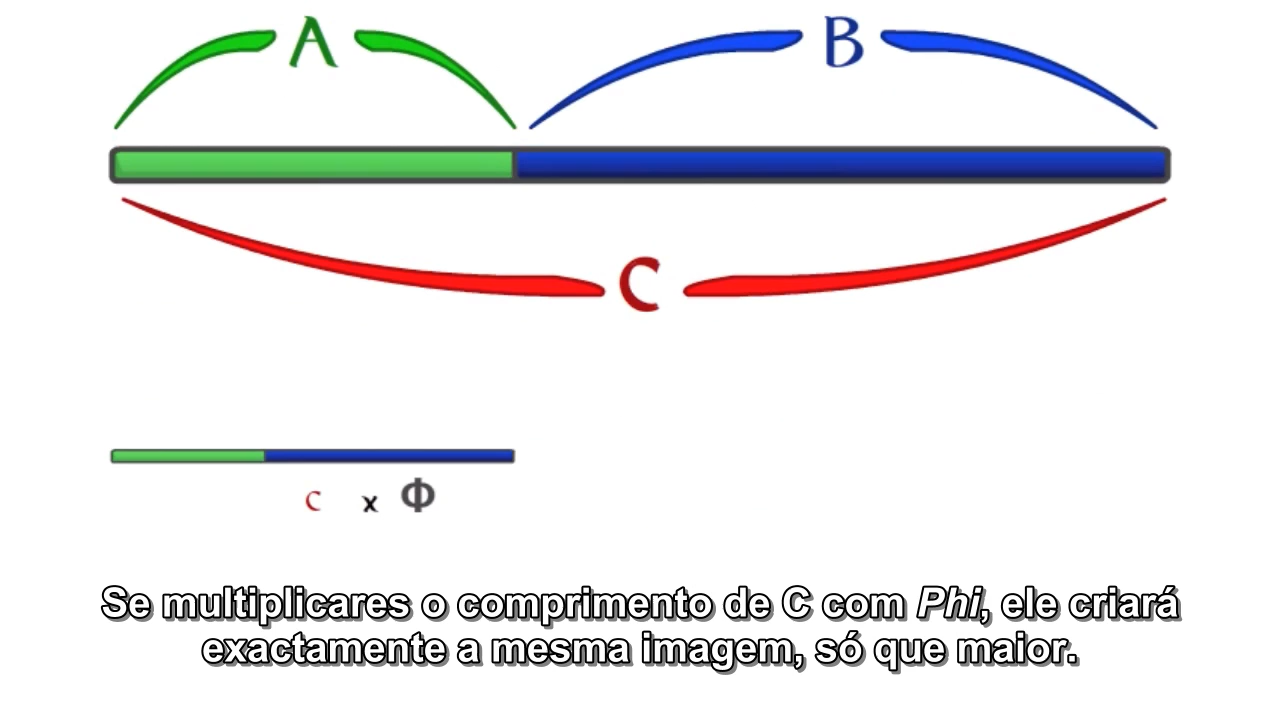 A B
C
C x Φ
Se multiplicares o comprimento de C com Phi, ele criará
exactamente a mesma imagem, só que maior.